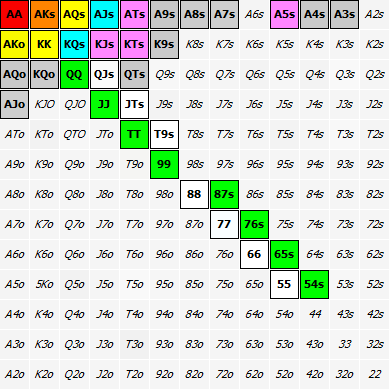 AA AKs AQs AJs ATs A9s A8s A7s A6s A5s A4s A3s A2s
AKo KK KQs KJs KTs K9s K8s K7s K6s K5s K4s K3s K2s
AQo KQo QQ QJs QTs Q9s Q8s Q7s Q6s Q5s Q4s Q3s Q2s
AJo KJO QJO JJ JTs J9s J8s J7s J6s J5s J4s J3s J2s
ATo KTo QTO JTo TT T9s T8s T7s T6s T5s T4s T3s T2s
A9o K9o Q9o J9o T9o 99 98s 97s 96s 95s 94s 93s 92s
A8o K8o Q8o J8o T8o 98o 88 87s 86s 85s 84s 83s 82s
A7o K7o Q7o J7o T7o 97o 87o 77 76s 75s 74s 73s 72s
A6o K6o Q6o J6o T6o 96o 86o 76o 66 65s 64s 63s 62s
A5o 5Ko Q5o J5o T5o 95o 85o 75o 65o 55 54s 53s 52s
A4o K4o Q4o J4o T4o 94o 84o 74o 64o 54o 44 43s 42s
A3o K3o Q3o J3o T3o 93o 83o 73o 63o 53o 43o 33 32s
A2o K2o Q2o J2o T2o 92o 82o 72o 62o 52o 42o 32o 22